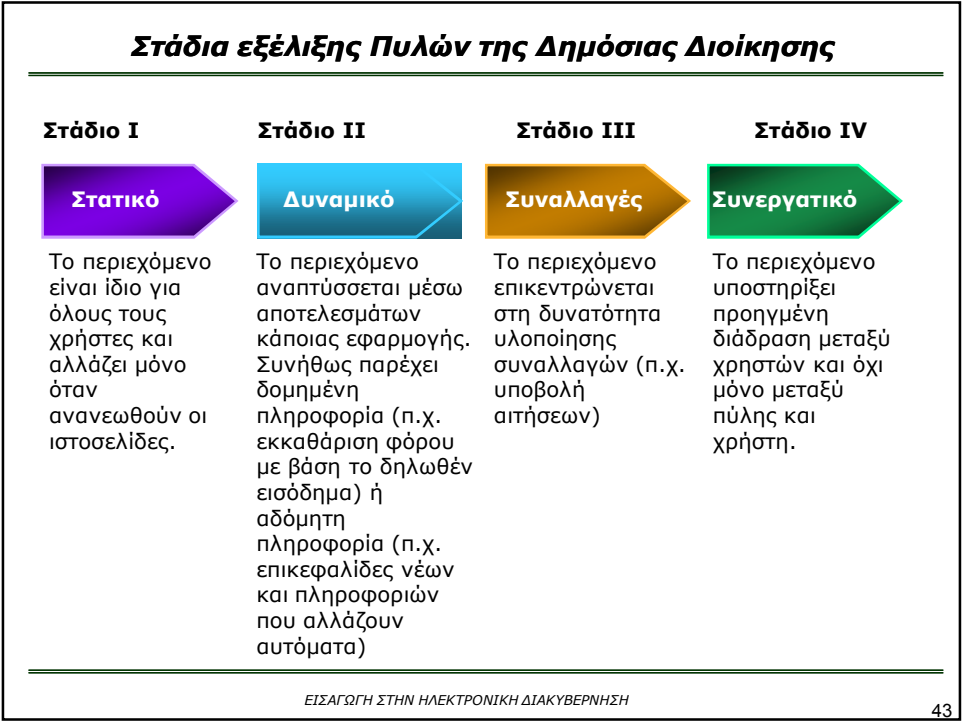 Στάδια εξέλιξης Πυλών της Δημόσιας Διοίκησης
Στάδιο I
Στατικό
Το περιεχόμενο
είναι ίδιο για
όλους τους
χρήστες και
αλλάζει μόνο
όταν
ανανεωθούν οι
ιστοσελίδες.
Στάδιο II
Δυναμικό
Το περιεχόμενο
αναπτύσσεται μέσω
αποτελεσμάτων
κάποιας εφαρμογής.
Συνήθως παρέχει
δομημένη
πληροφορία (π.χ.
εκκαθάριση φόρου
με βάση το δηλωθέν
εισόδημα) ή
αδόμητη
πληροφορία (π.χ.
επικεφαλίδες νέων
και πληροφοριών
που αλλάζουν
αυτόματα)
Στάδιο III
Συναλλαγές
Το περιεχόμενο
επικεντρώνεται
στη δυνατότητα
υλοποίησης
συναλλαγών (π.χ.
υποβολή
αιτήσεων)
Στάδιο IV
Συνεργατικό
Το περιεχόμενο
υποστηρίξει
προηγμένη
διάδραση μεταξύ
χρηστών και όχι
μόνο μεταξύ
πύλης και
χρήστη.
ΕΙΣΑΓΩΓΗ ΣΤΗΝ ΗΛΕΚΤΡΟΝΙΚΗ ΔΙΑΚΥΒΕΡΝΗΣΗ
43